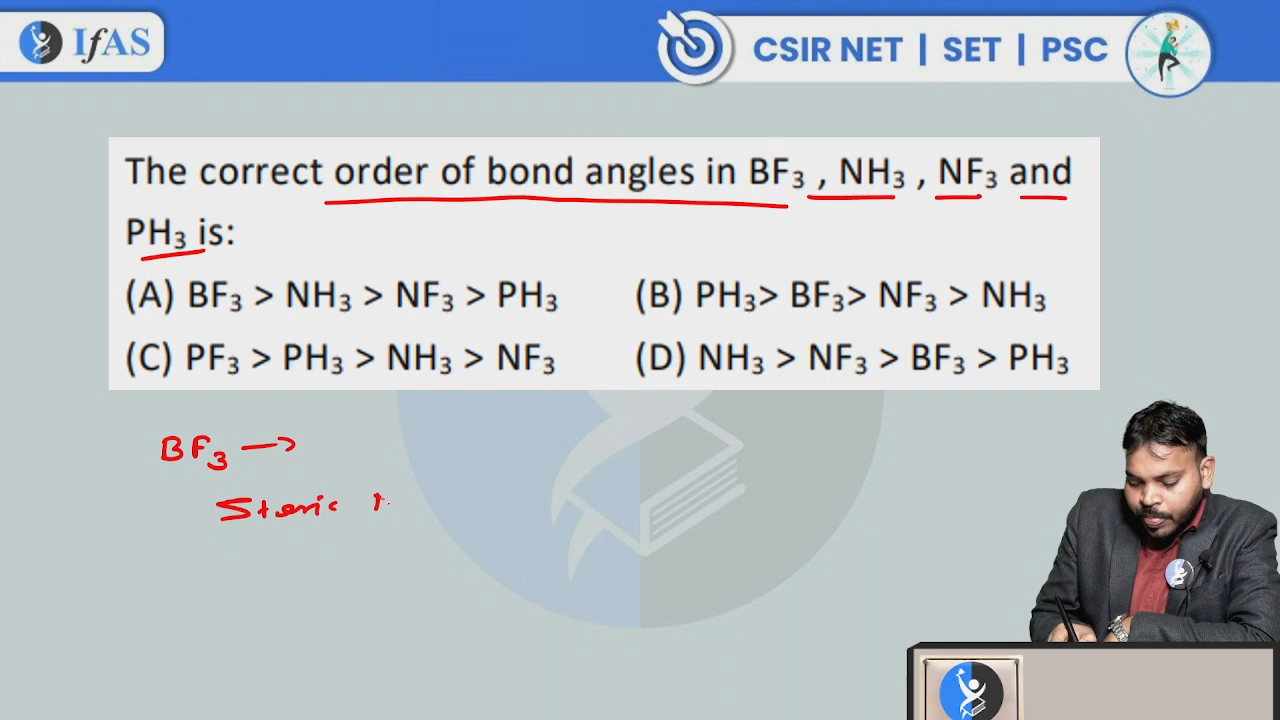 IfAS
CSIR NET | SET | PSC
The correct order of bond angles in BF₃ , NH₃ , NF₃ and
PH₃ is:
(A) BF₃ > NH₃ > NF₃ > PH₃ (B) PH₃> BF₃> NF₃ > NH₃
(C) PF₃ > PH₃ > NH₃ > NF₃ (D) NH₃ > NF₃ > BF₃ > PH₃
BF₃ →
Steric